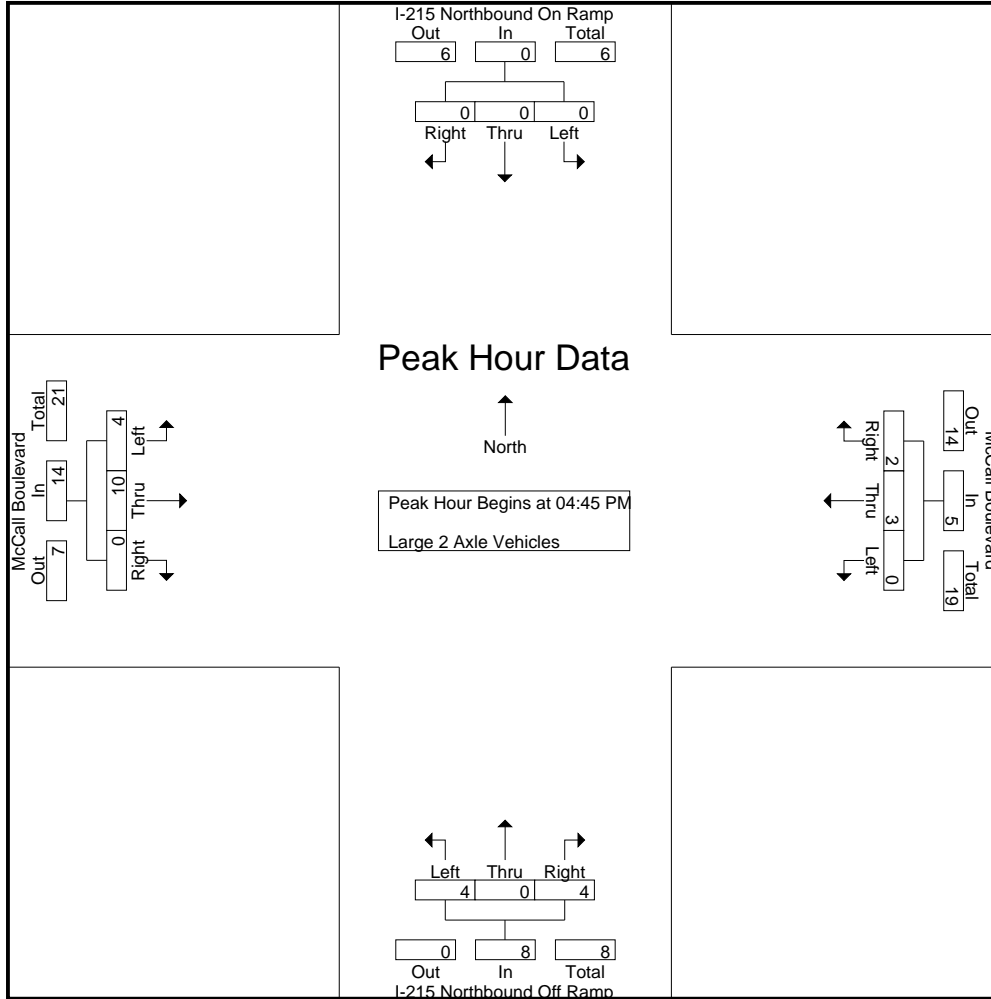 I-215 Northbound On Ramp
Out In Total
6 0 6
0 0 0
Right Thru Left
Peak Hour Data
North
Peak Hour Begins at 04:45 PM
Large 2 Axle Vehicles
McCall Boulevard
Out In Total
7 14 21
0 10 4
Right Thru Left
McCall Boulevard
Out In Total
14 5 19
2 3 0
Right Thru Left
Left Thru Right
4 0 4
0 8 8
Out In Total
I-215 Northbound Off Ramp